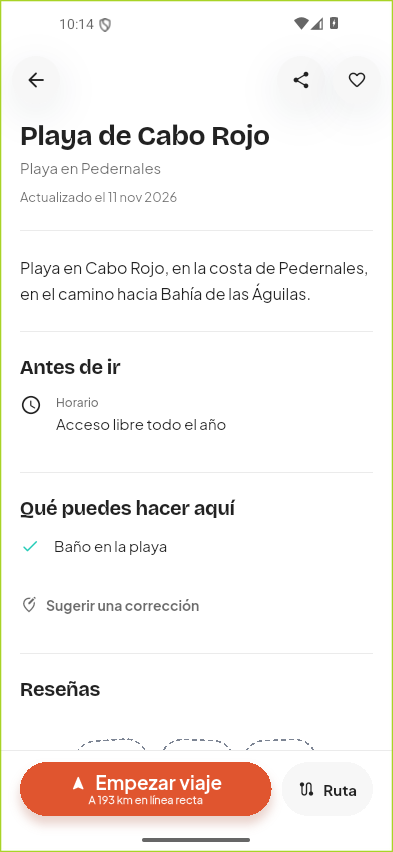 10:14
Playa de Cabo Rojo
Playa en Pedernales
Actualizado el 11 nov 2026
Playa en Cabo Rojo, en la costa de Pedernales,
en el camino hacia Bahía de las Águilas.
Antes de ir
Horario
Acceso libre todo el año
Qué puedes hacer aquí
Baño en la playa
Sugerir una corrección
Reseñas
Empezar viaje
A 193 km en línea recta
Ruta